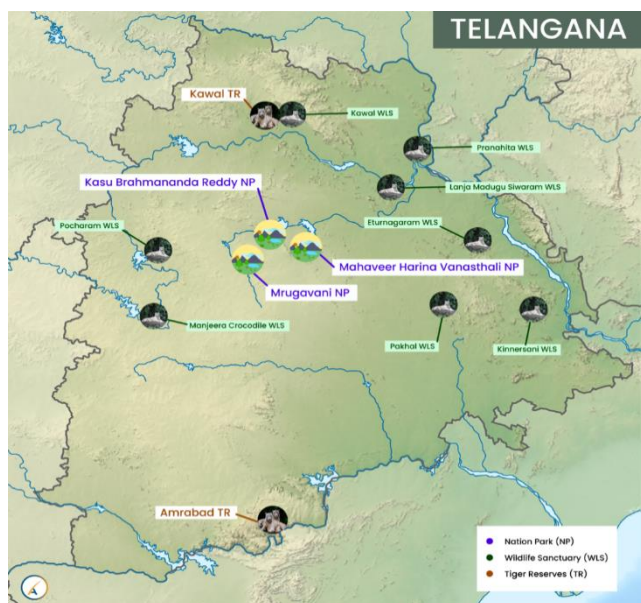 TELANGANA
Kawal TR
Kawal WLS
Pranahita WLS
Kasu Brahmananda Reddy NP
Lanja Madugu Siwaram WLS
Pocharam WLS
Eturnagaram WLS
Mahaveer Harina Vanasthali NP
Mrugavani NP
Manjeera Crocodile WLS
Pakhal WLS
Kinnersani WLS
Amrabad TR
Nation Park (NP)
Wildlife Sanctuary (WLS)
Tiger Reserves (TR)